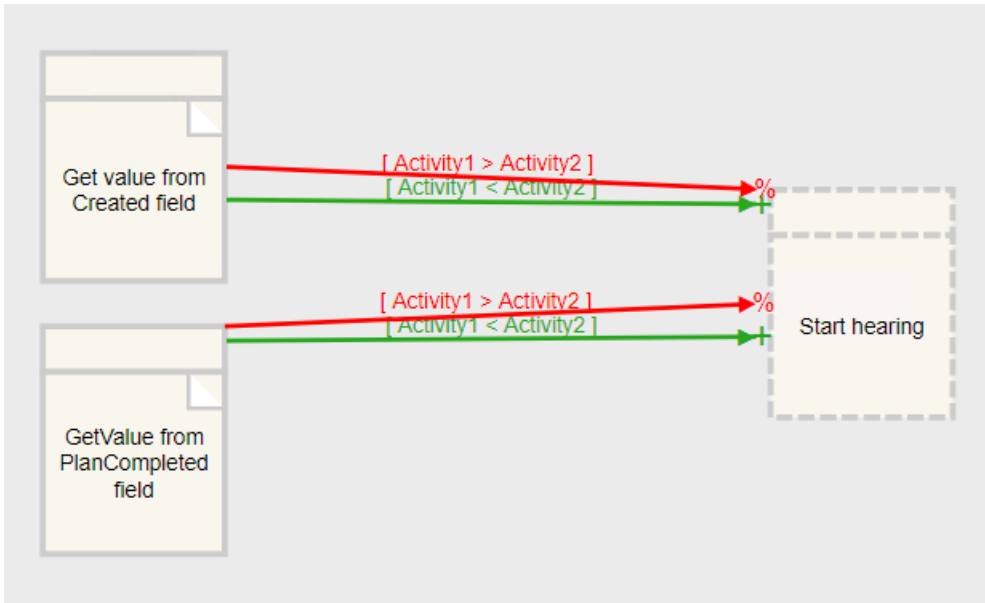 Get value from
Created field
[ Activity1 > Activity2 ]
[ Activity1 < Activity2 ]
%
+
[ Activity1 > Activity2 ]
[ Activity1 < Activity2 ]
%
+
Start hearing
GetValue from
PlanCompleted
field